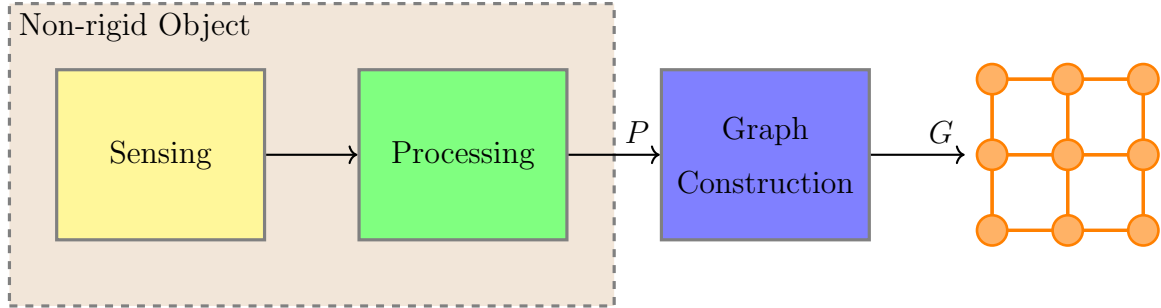 Non-rigid Object
Sensing
Processing
P
Graph
Construction
G